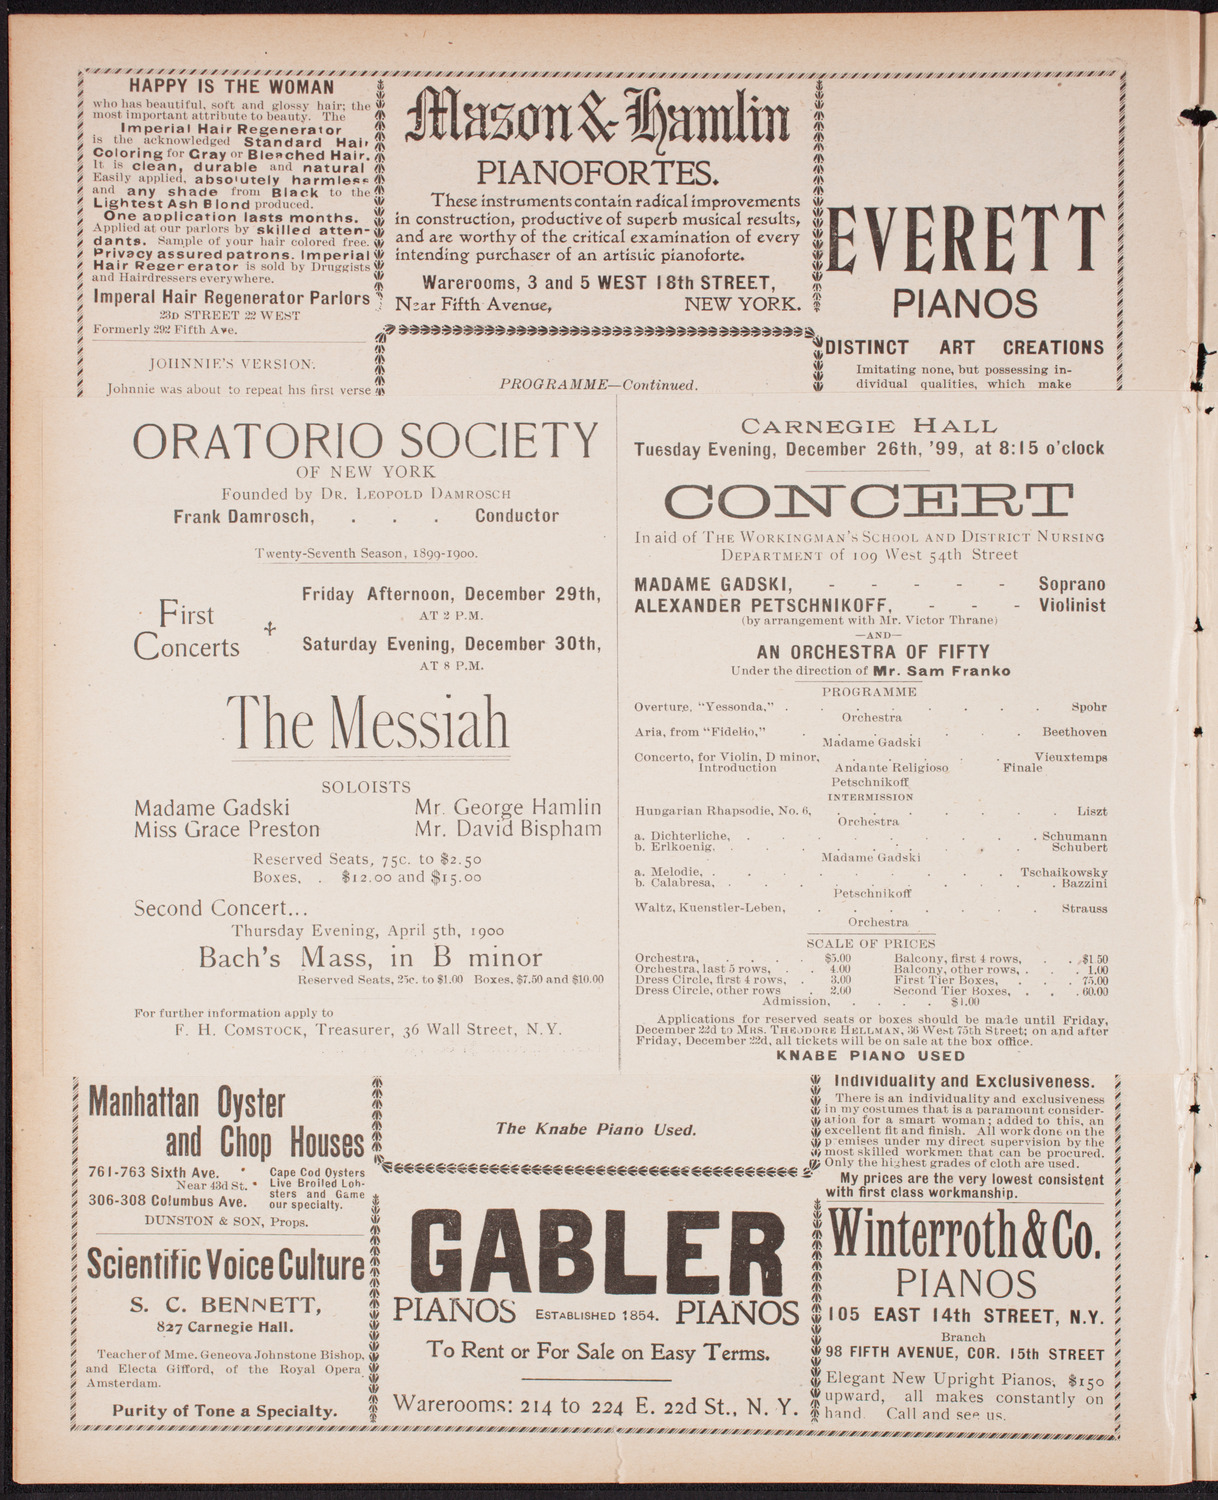 HAPPY IS THE WOMAN
who has beautiful, soft and glossy hair; the
most important attribute to beauty. The
Imperial Hair Regenerator
is the acknowledged Standard Hair
Coloring for Gray or Bleached Hair.
It is clean, durable and natural
Easily applied, absolutely harmless
and any shade from Black to the
Lightest Ash Blond produced.
One application lasts months.
Applied at our parlors by skilled atten-
dants. Sample of your hair colored free.
Privacy assured patrons. Imperial
Hair Regenerator is sold by Druggists
and Hairdressers everywhere.
Imperal Hair Regenerator Parlors
23D STREET 22 WEST
Formerly 292 Fifth Ave.
JOHNNIE'S VERSION.
Johnnie was about to repeat his first verse
Mason & Hamlin
PIANOFORTES.
These instruments contain radical improvements
in construction, productive of superb musical results,
and are worthy of the critical examination of every
intending purchaser of an artistic pianoforte.
Warerooms, 3 and 5 WEST 18th STREET,
Near Fifth Avenue, NEW YORK.
PROGRAMME—Continued.
EVERETT
PIANOS
DISTINCT ART CREATIONS
Imitating none, but possessing in-
dividual qualities, which make
ORATORIO SOCIETY
OF NEW YORK
Founded by DR. LEOPOLD DAMROSCH
Frank Damrosch, . . . Conductor
Twenty-Seventh Season, 1899-1900.
First
Concerts
Friday Afternoon, December 29th,
AT 2 P.M.
Saturday Evening, December 30th,
AT 8 P.M.
The Messiah
SOLOISTS
Madame Gadski Mr. George Hamlin
Miss Grace Preston Mr. David Bispham
Reserved Seats, 75c. to $2.50
Boxes, . $12.00 and $15.00
Second Concert...
Thursday Evening, April 5th, 1900
Bach's Mass, in B minor
Reserved Seats, 25c. to $1.00 Boxes, $7.50 and $10.00
For further information apply to
F. H. COMSTOCK, Treasurer, 36 Wall Street, N.Y.
CARNEGIE HALL
Tuesday Evening, December 26th, '99, at 8:15 o'clock
CONCERT
In aid of THE WORKINGMAN'S SCHOOL AND DISTRICT NURSING
DEPARTMENT of 109 West 54th Street
MADAME GADSKI, - - - - - Soprano
ALEXANDER PETSCHNIKOFF, - - - Violinist
(by arrangement with Mr. Victor Thrane)
—AND—
AN ORCHESTRA OF FIFTY
Under the direction of Mr. Sam Franko
PROGRAMME
Overture, "Yessonda," . . . . . . . Spohr
Orchestra
Aria, from "Fidelio," . . . . . . Beethoven
Madame Gadski
Concerto, for Violin, D minor, . . . . . Vieuxtemps
Introduction Andante Religioso Finale
Petschnikoff
INTERMISSION
Hungarian Rhapsodie, No. 6, . . . . . . . Liszt
Orchestra
a. Dichterliche, . . . . . . . . . Schumann
b. Erlkoenig, . . . . . . . . . Schubert
Madame Gadski
a. Melodie, . . . . . . . . . Tschaikowsky
b. Calabresa, . . . . . . . . . . Bazzini
Petschnikoff
Waltz, Kuenstler-Leben, . . . . . . . Strauss
Orchestra
SCALE OF PRICES
Orchestra, . . . . $5.00 Balcony, first 4 rows, . . $1.50
Orchestra, last 5 rows, . . 4.00 Balcony, other rows, . . . 1.00
Dress Circle, first 4 rows, . 3.00 First Tier Boxes, . . . 75.00
Dress Circle, other rows . 2.00 Second Tier Boxes, . . . 60.00
Admission, . . . . $1.00
Applications for reserved seats or boxes should be made until Friday,
December 22d to MRS. THEODORE HELLMAN, 36 West 75th Street; on and after
Friday, December 22d, all tickets will be on sale at the box office.
KNABE PIANO USED
Manhattan Oyster
and Chop Houses
761-763 Sixth Ave.
Near 43d St.
306-308 Columbus Ave.
Cape Cod Oysters
Live Broiled Lob-
sters and Game
our specialty.
DUNSTON & SON, Props.
Scientific Voice Culture
S. C. BENNETT,
827 Carnegie Hall.
Teacher of Mme. Geneova Johnstone Bishop,
and Electa Gifford, of the Royal Opera
Amsterdam.
Purity of Tone a Specialty.
The Knabe Piano Used.
GABLER
PIANOS ESTABLISHED 1854. PIANOS
To Rent or For Sale on Easy Terms.
Warerooms: 214 to 224 E. 22d St., N. Y.
Individuality and Exclusiveness.
There is an individuality and exclusiveness
in my costumes that is a paramount consider-
ation for a smart woman; added to this, an
excellent fit and finish. All work done on the
premises under my direct supervision by the
most skilled workmen that can be procured.
Only the highest grades of cloth are used.
My prices are the very lowest consistent
with first class workmanship.
Winterroth & Co.
PIANOS
105 EAST 14th STREET, N.Y.
Branch
98 FIFTH AVENUE, COR. 15th STREET
Elegant New Upright Pianos, $150
upward, all makes constantly on
hand. Call and see us.